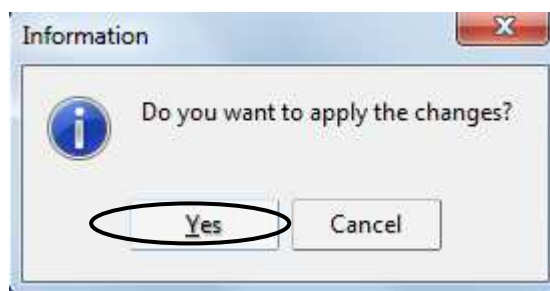 Information
Do you want to apply the changes?
Yes Cancel